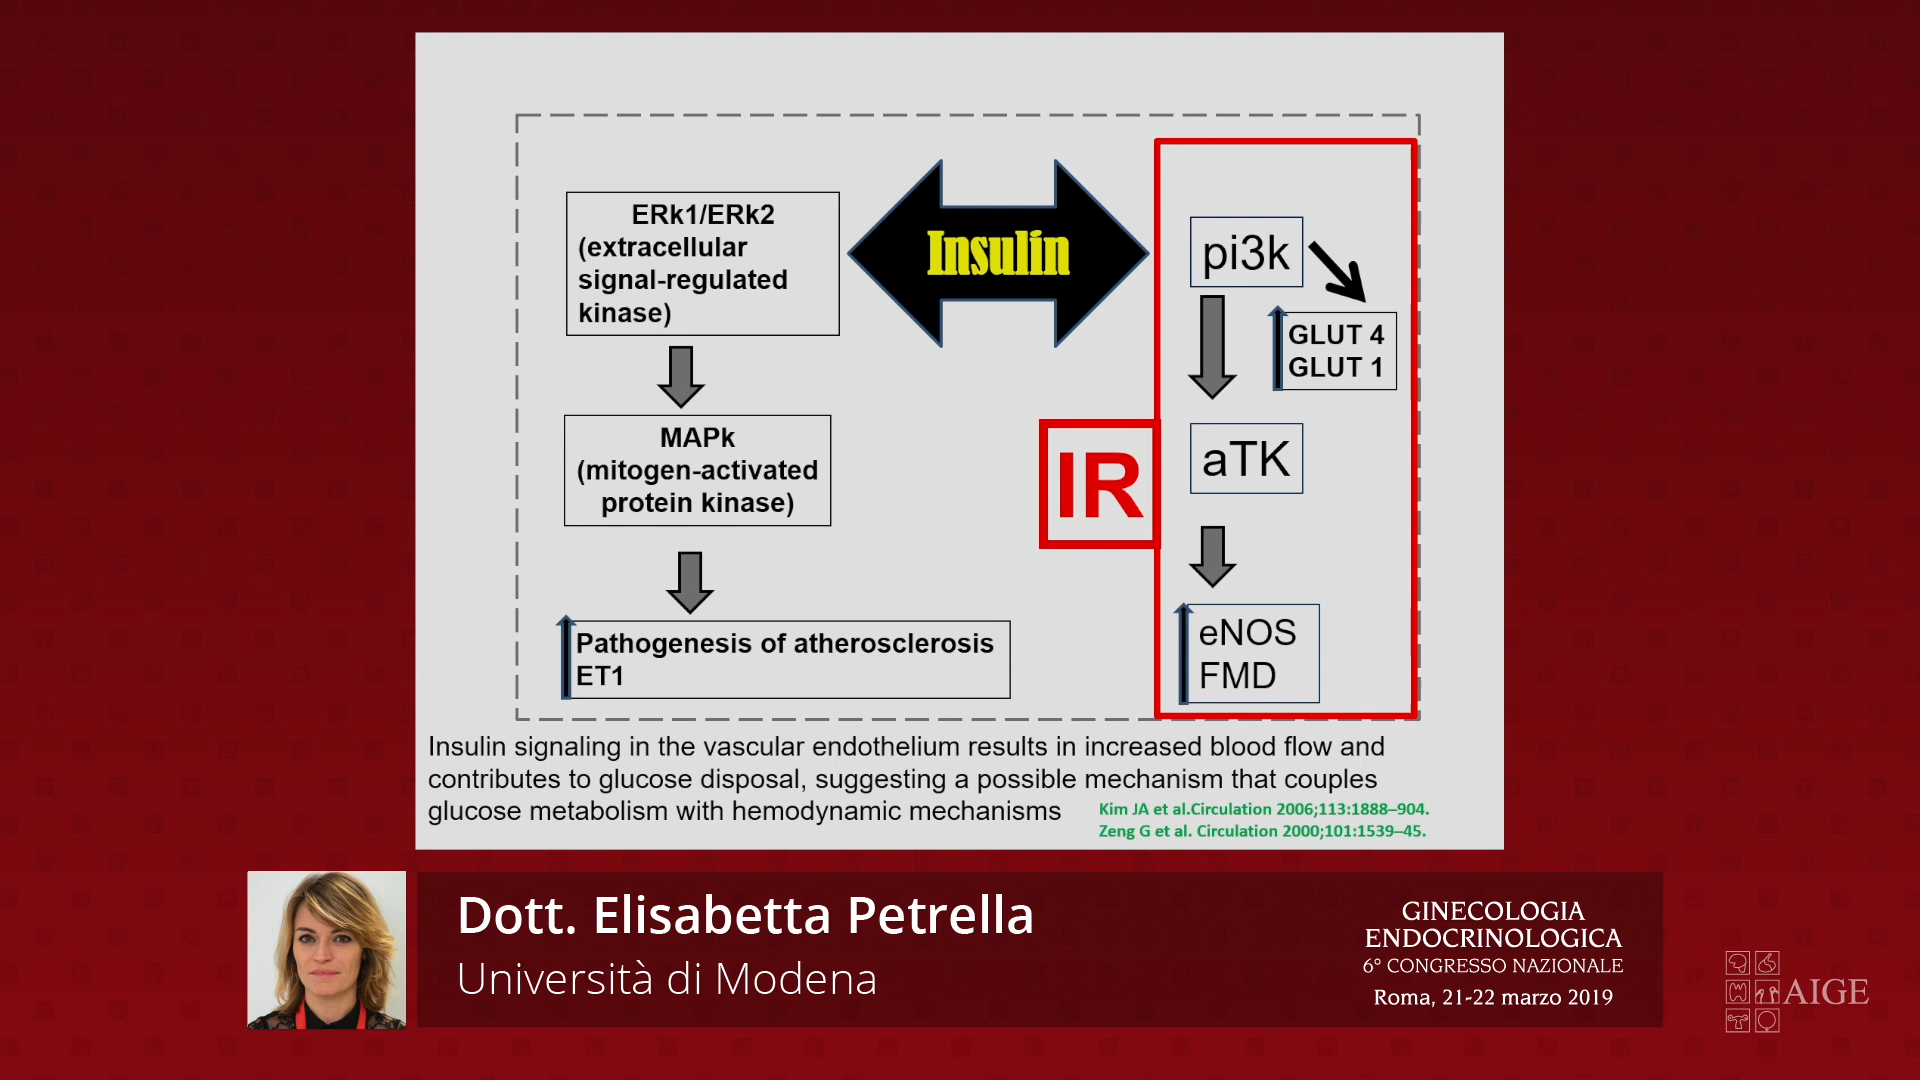 ERk1/ERk2
(extracellular
signal-regulated
kinase)
MAPk
(mitogen-activated
protein kinase)
Pathogenesis of atherosclerosis
ET1
Insulin
IR
pi3k
GLUT 4
GLUT 1
aTK
eNOS
FMD
Insulin signaling in the vascular endothelium results in increased blood flow and
contributes to glucose disposal, suggesting a possible mechanism that couples
glucose metabolism with hemodynamic mechanisms
Kim JA et al.Circulation 2006;113:1888–904.
Zeng G et al. Circulation 2000;101:1539–45.
Dott. Elisabetta Petrella
Università di Modena
GINECOLOGIA
ENDOCRINOLOGICA
6° CONGRESSO NAZIONALE
Roma, 21-22 marzo 2019
AIGE